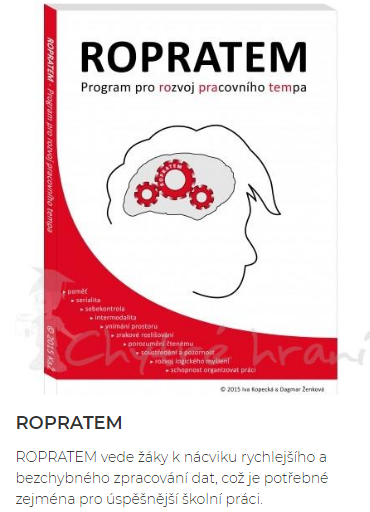 ROPRATEM
Program pro rozvoj pracovního tempa
ROPRATEM Program pro rozvoj pracovního tempa
© 2015 K&Ž
ROPRATEM
paměť
serialita
sebekontrola
intermodalita
vnímání prostoru
zrakové rozlišování
porozumění čtenému
soustředění a pozornost
rozvoj logického myšlení
schopnost organizovat práci
Chytré hraní
© 2015 Iva Kopecká & Dagmar Ženková
ROPRATEM
ROPRATEM vede žáky k nácviku rychlejšího a
bezchybného zpracování dat, což je potřebné
zejména pro úspěšnější školní práci.